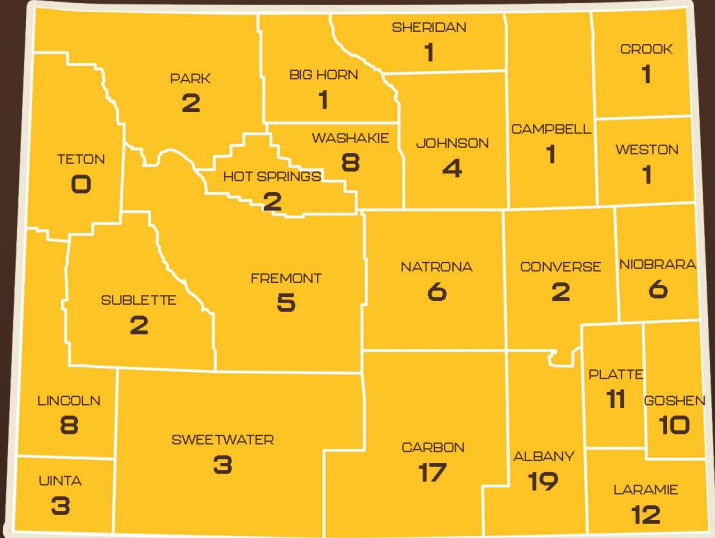 SHERIDAN
1
CROOK
1
PARK
2
BIG HORN
1
CAMPBELL
1
WASHAKIE
8
JOHNSON
4
WESTON
1
TETON
0
HOT SPRINGS
2
NATRONA
6
CONVERSE
2
NIOBRARA
6
FREMONT
5
SUBLETTE
2
PLATTE
11
GOSHEN
10
LINCOLN
8
SWEETWATER
3
CARBON
17
ALBANY
19
UINTA
3
LARAMIE
12